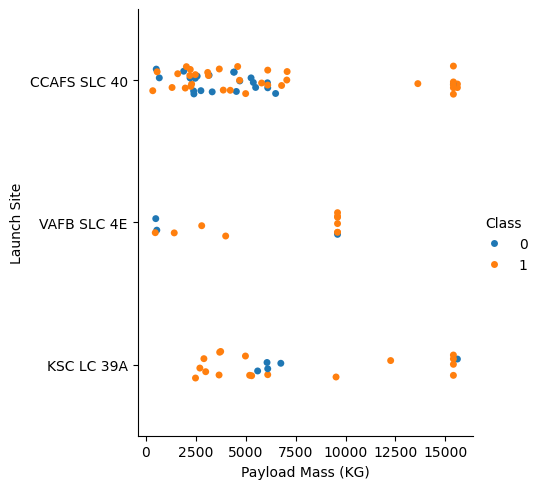 CCAFS SLC 40
VAFB SLC 4E
KSC LC 39A
Launch Site
Class
0
1
0 2500 5000 7500 10000 12500 15000
Payload Mass (KG)